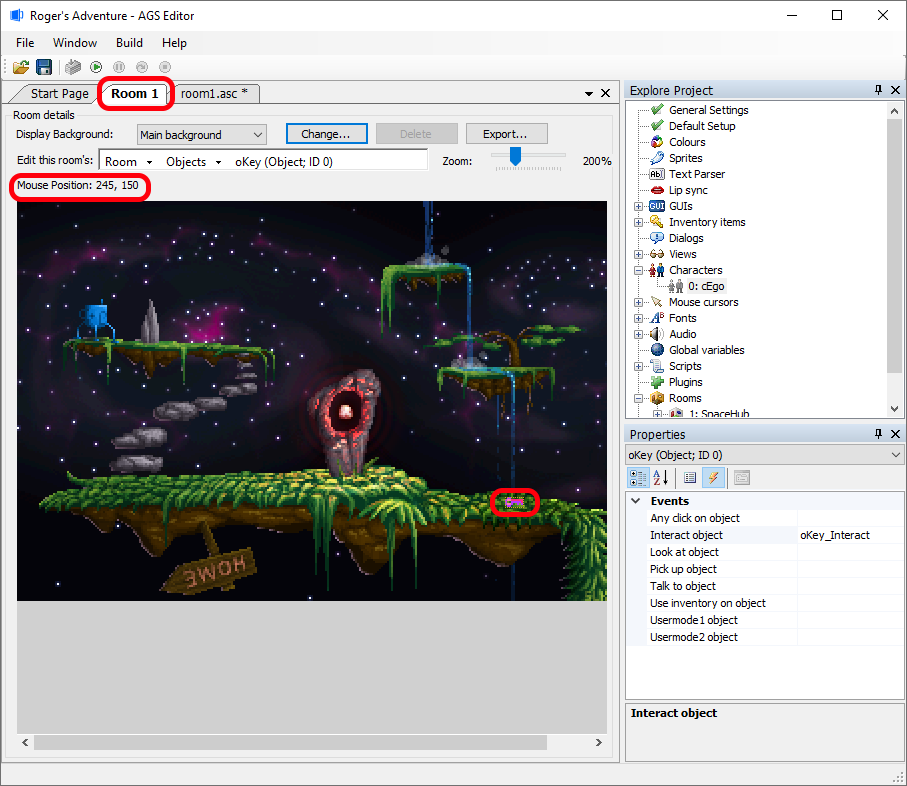 Roger's Adventure - AGS Editor
File Window Build Help
Start Page Room 1 room1.asc *
Room details
Display Background: Main background Change... Delete Export...
Edit this room's: Room Objects oKey (Object; ID 0) Zoom: 200%
Mouse Position: 245, 150
HOME
Explore Project
General Settings
Default Setup
Colours
Sprites
Text Parser
Lip sync
GUIs
Inventory items
Dialogs
Views
Characters
0: cEgo
Mouse cursors
Fonts
Audio
Global variables
Scripts
Plugins
Rooms
1: SpaceHub
Properties
oKey (Object; ID 0)
Events
Any click on object
Interact object oKey_Interact
Look at object
Pick up object
Talk to object
Use inventory on object
Usermode1 object
Usermode2 object
Interact object